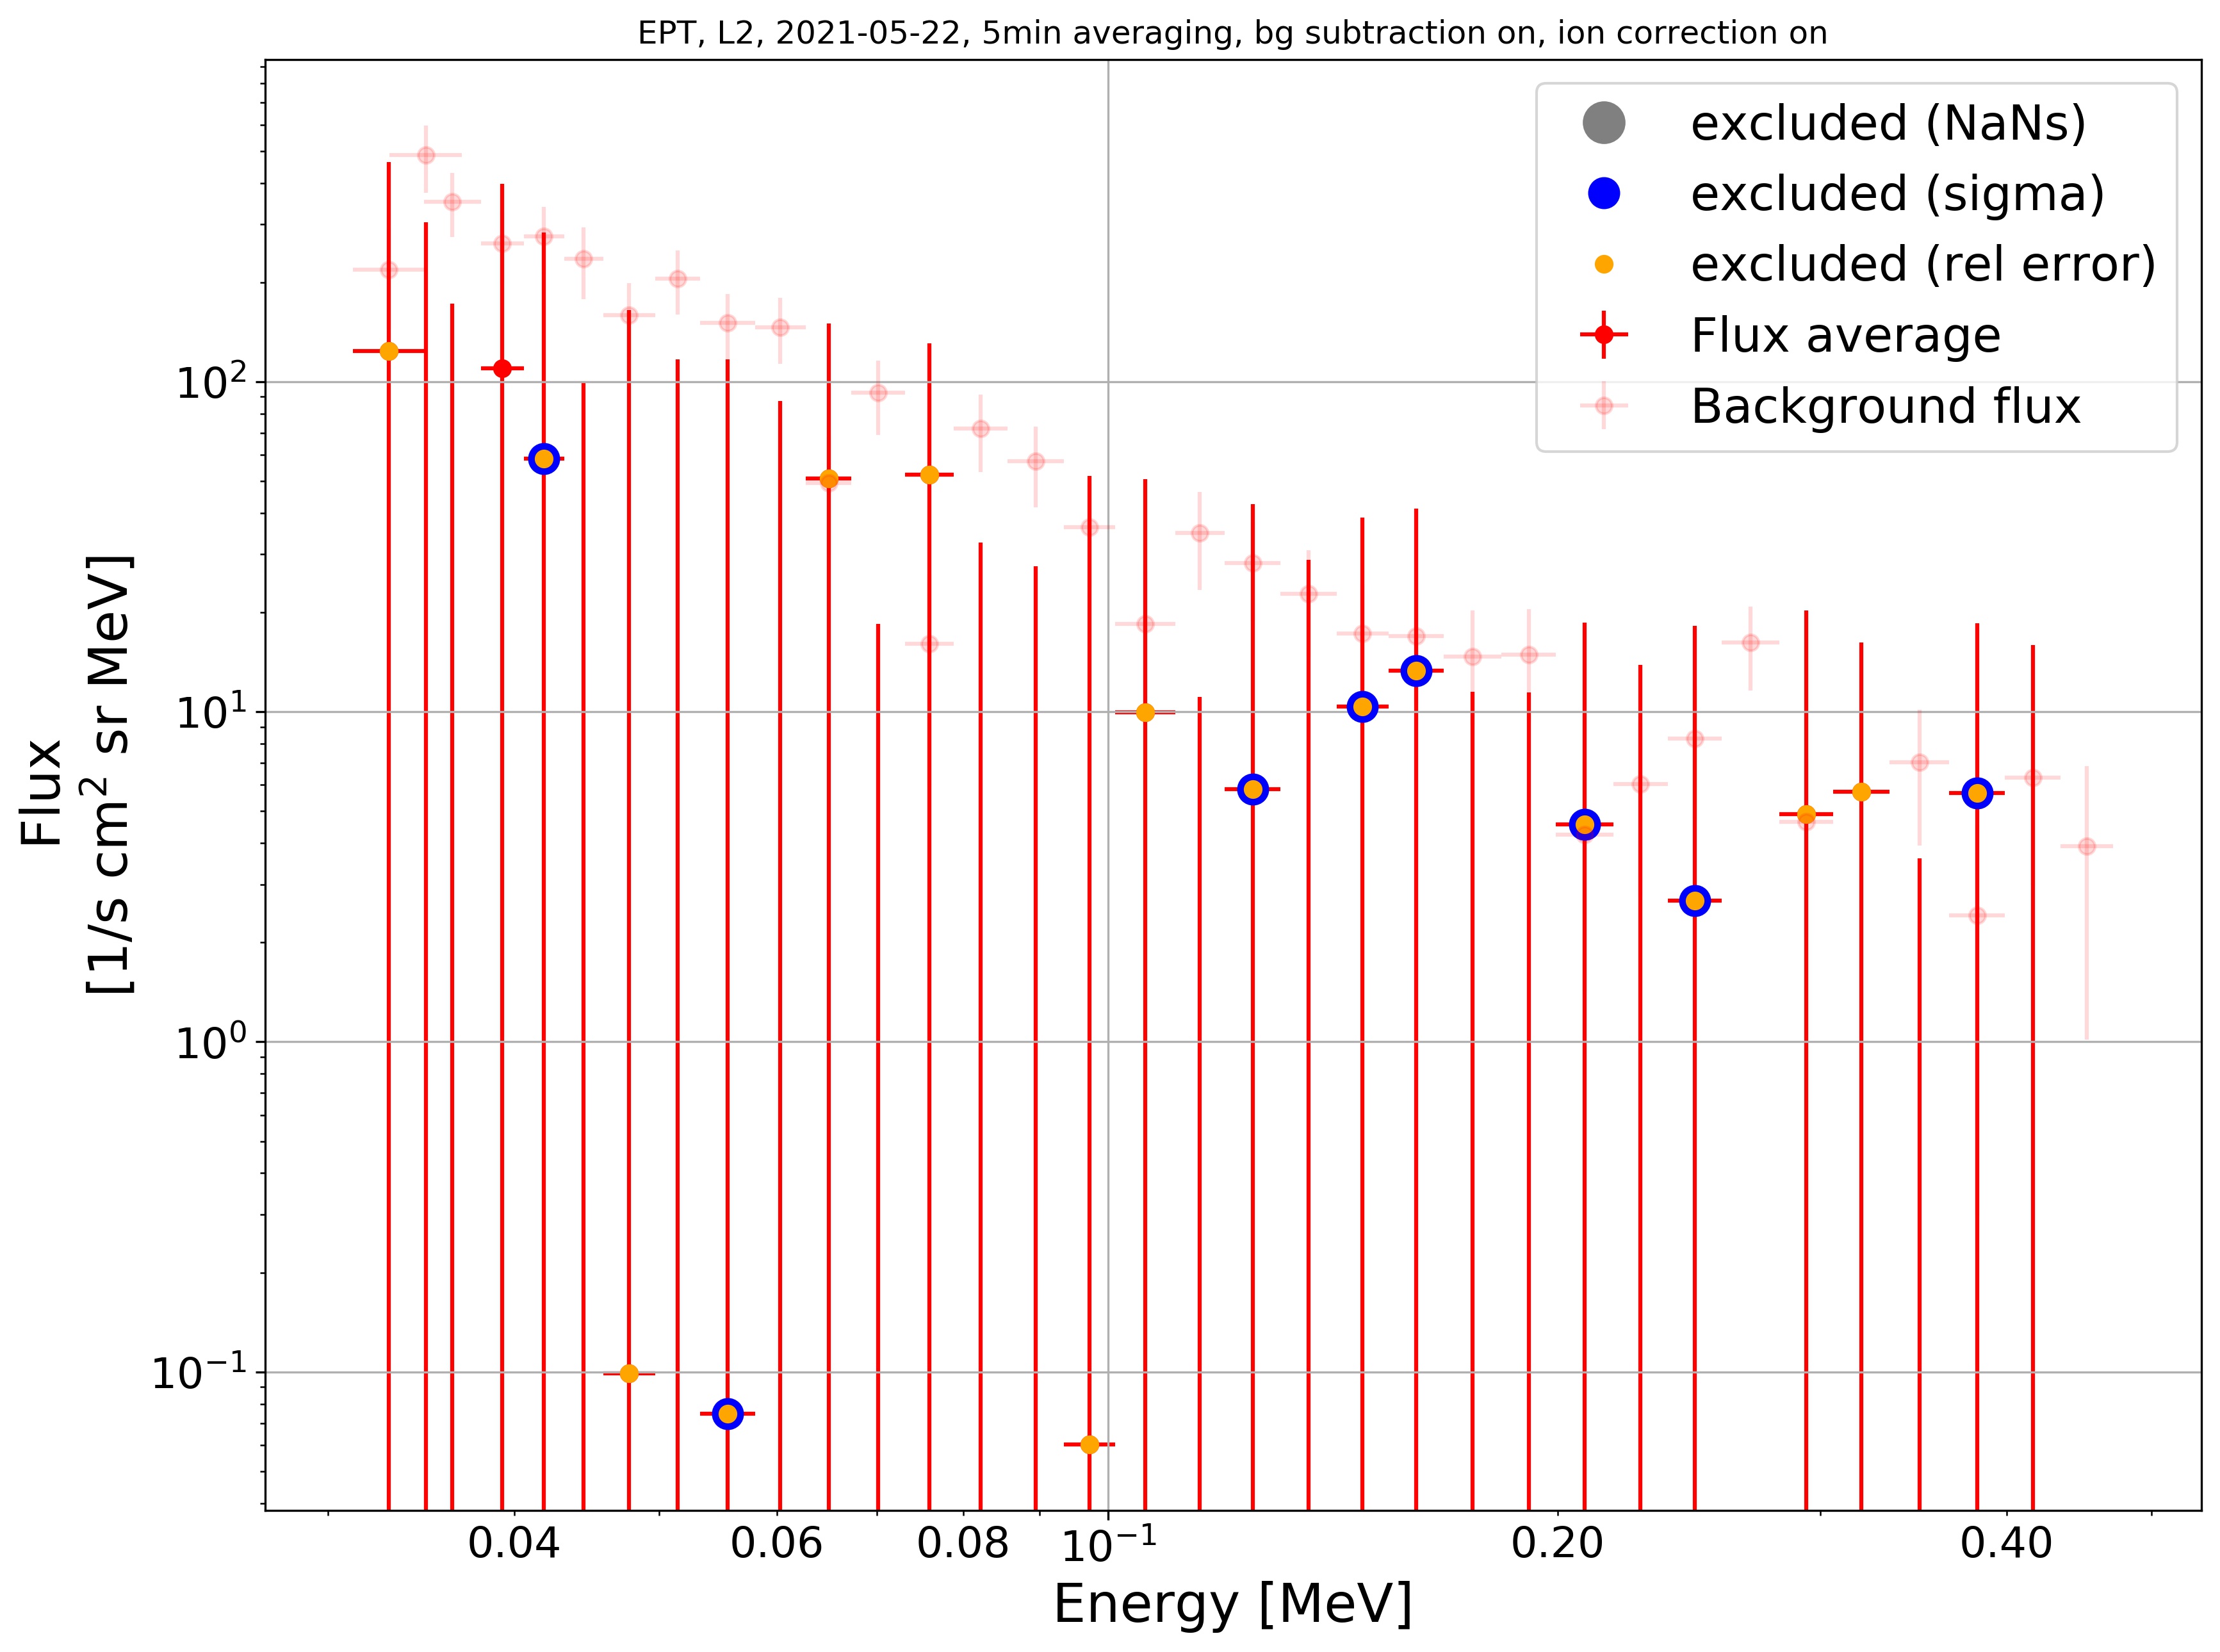 EPT, L2, 2021-05-22, 5min averaging, bg subtraction on, ion correction on
excluded (NaNs)
excluded (sigma)
excluded (rel error)
Flux average
Background flux
Flux
[1/s cm² sr MeV]
10²
10¹
10⁰
10⁻¹
0.04
0.06
0.08
10⁻¹
0.20
0.40
Energy [MeV]